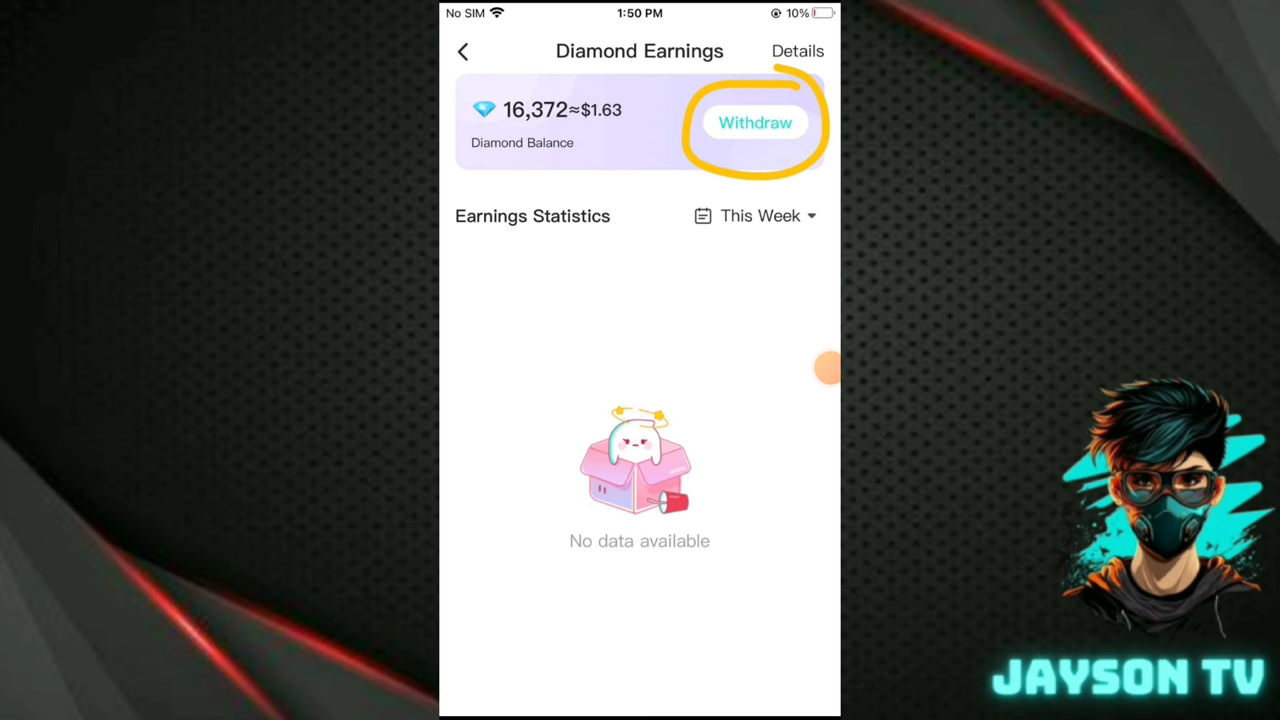 No SIM 1:50 PM 10%
Diamond Earnings Details
16,372≈$1.63
Withdraw
Diamond Balance
Earnings Statistics This Week
No data available
JAYSON TV